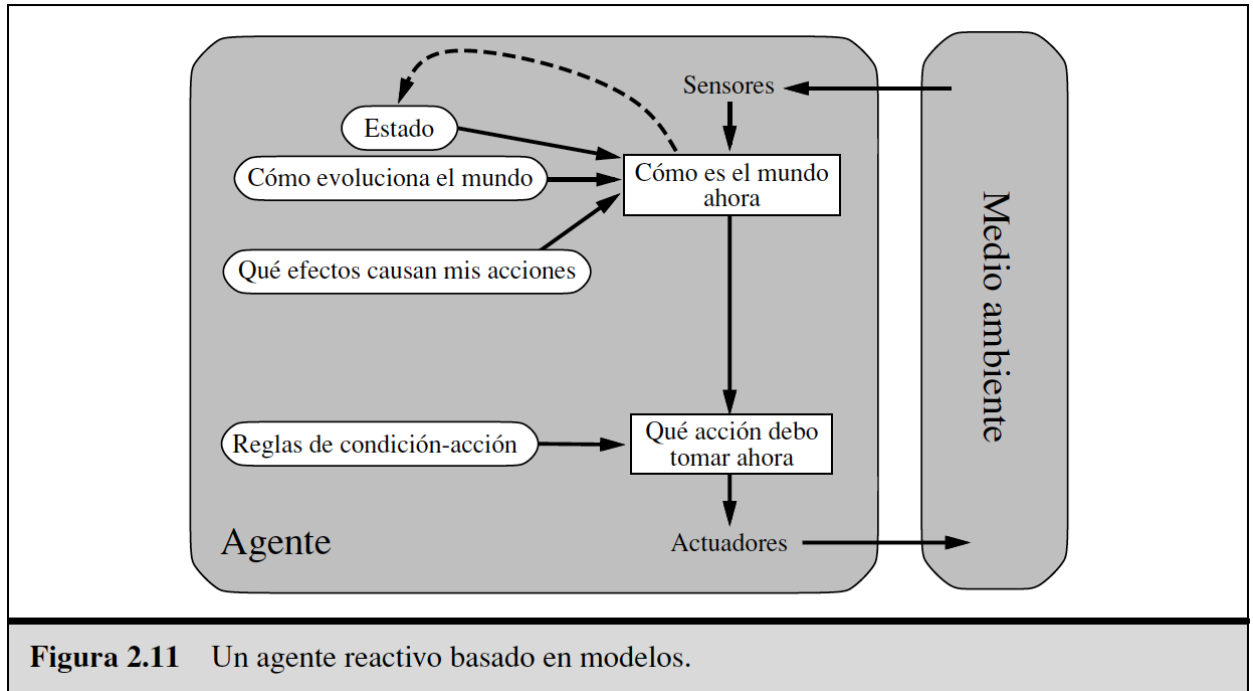 Sensores
Estado
Cómo evoluciona el mundo
Cómo es el mundo
ahora
Qué efectos causan mis acciones
Reglas de condición-acción
Qué acción debo
tomar ahora
Agente
Actuadores
Medio ambiente
Figura 2.11 Un agente reactivo basado en modelos.